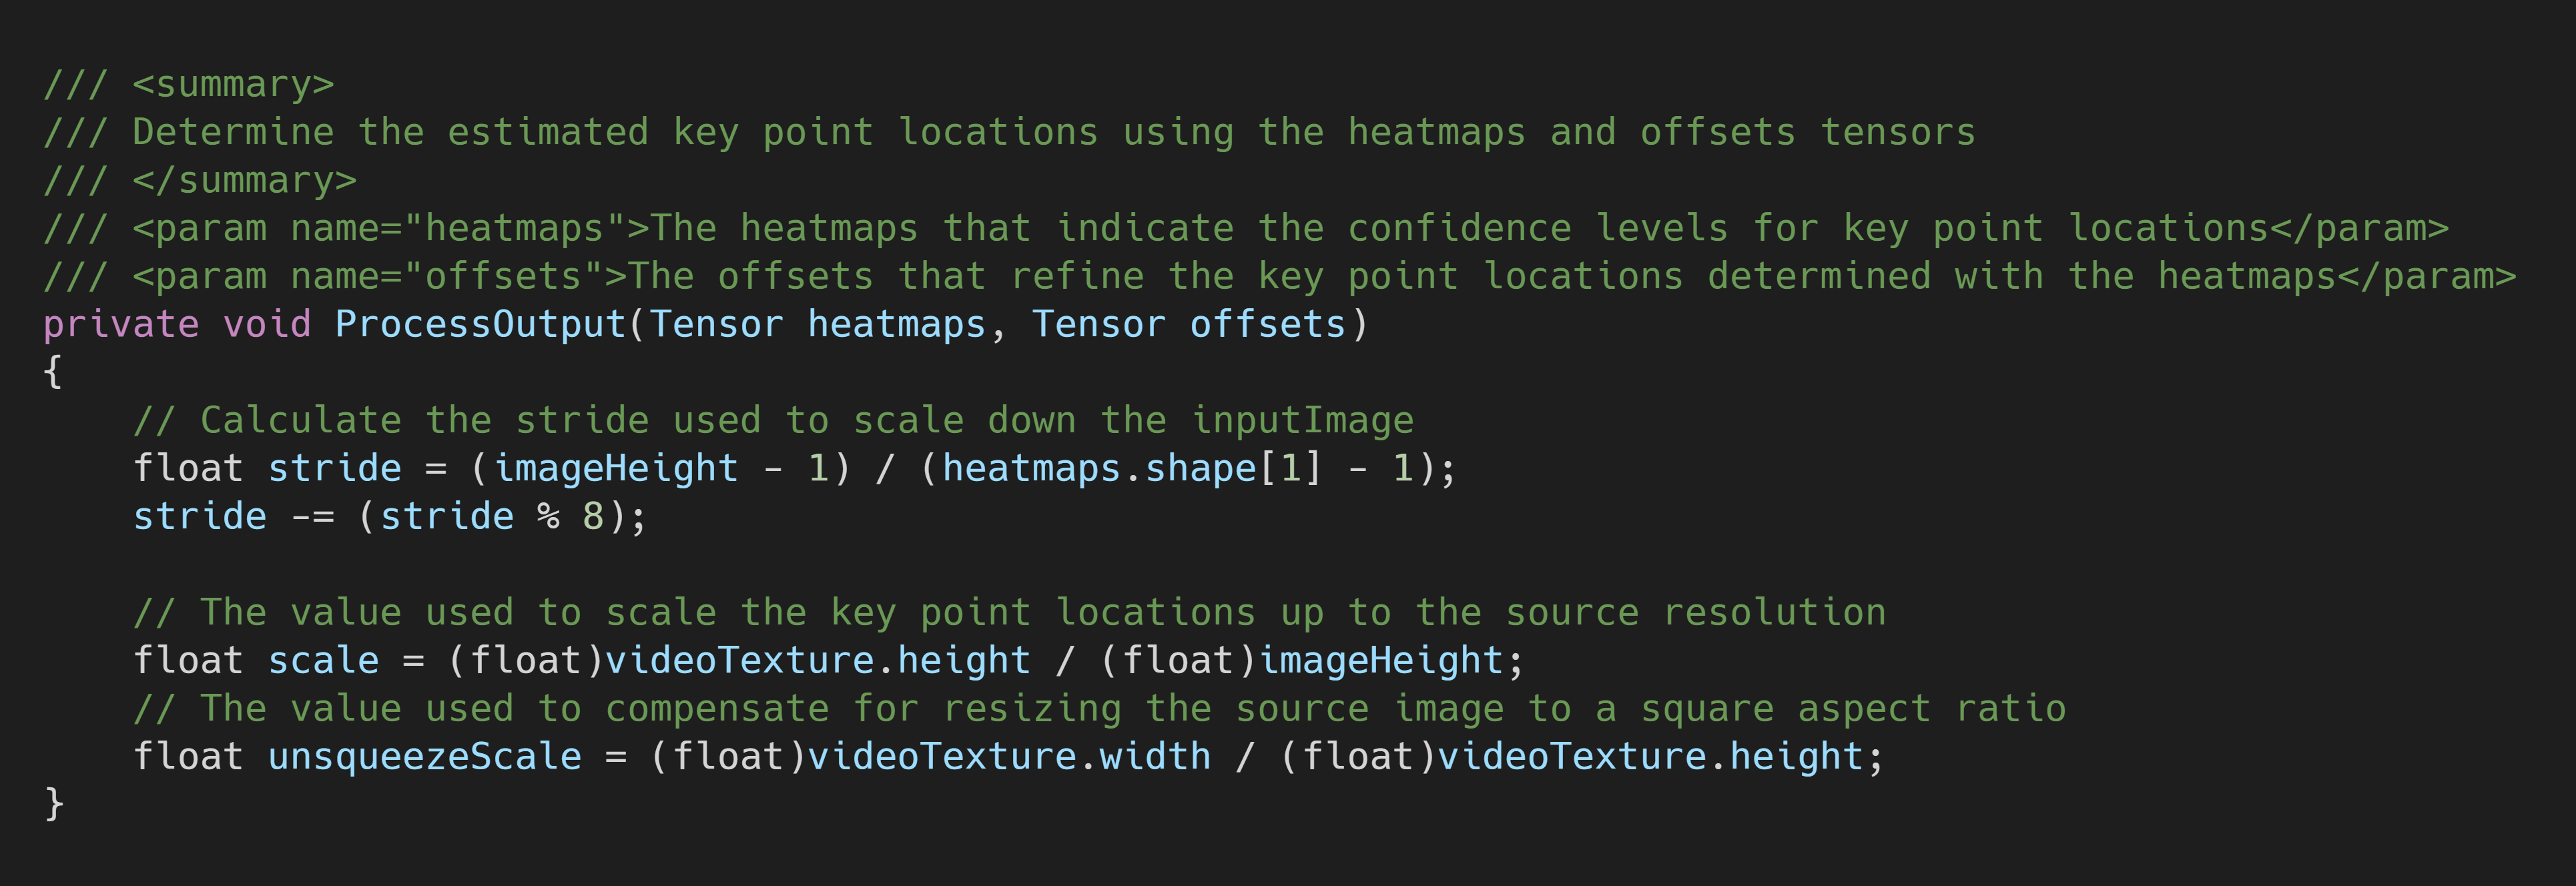 /// <summary>
/// Determine the estimated key point locations using the heatmaps and offsets tensors
/// </summary>
/// <param name="heatmaps">The heatmaps that indicate the confidence levels for key point locations</param>
/// <param name="offsets">The offsets that refine the key point locations determined with the heatmaps</param>
private void ProcessOutput(Tensor heatmaps, Tensor offsets)
{
    // Calculate the stride used to scale down the inputImage
    float stride = (imageHeight - 1) / (heatmaps.shape[1] - 1);
    stride -= (stride % 8);

    // The value used to scale the key point locations up to the source resolution
    float scale = (float)videoTexture.height / (float)imageHeight;
    // The value used to compensate for resizing the source image to a square aspect ratio
    float unsqueezeScale = (float)videoTexture.width / (float)videoTexture.height;
}